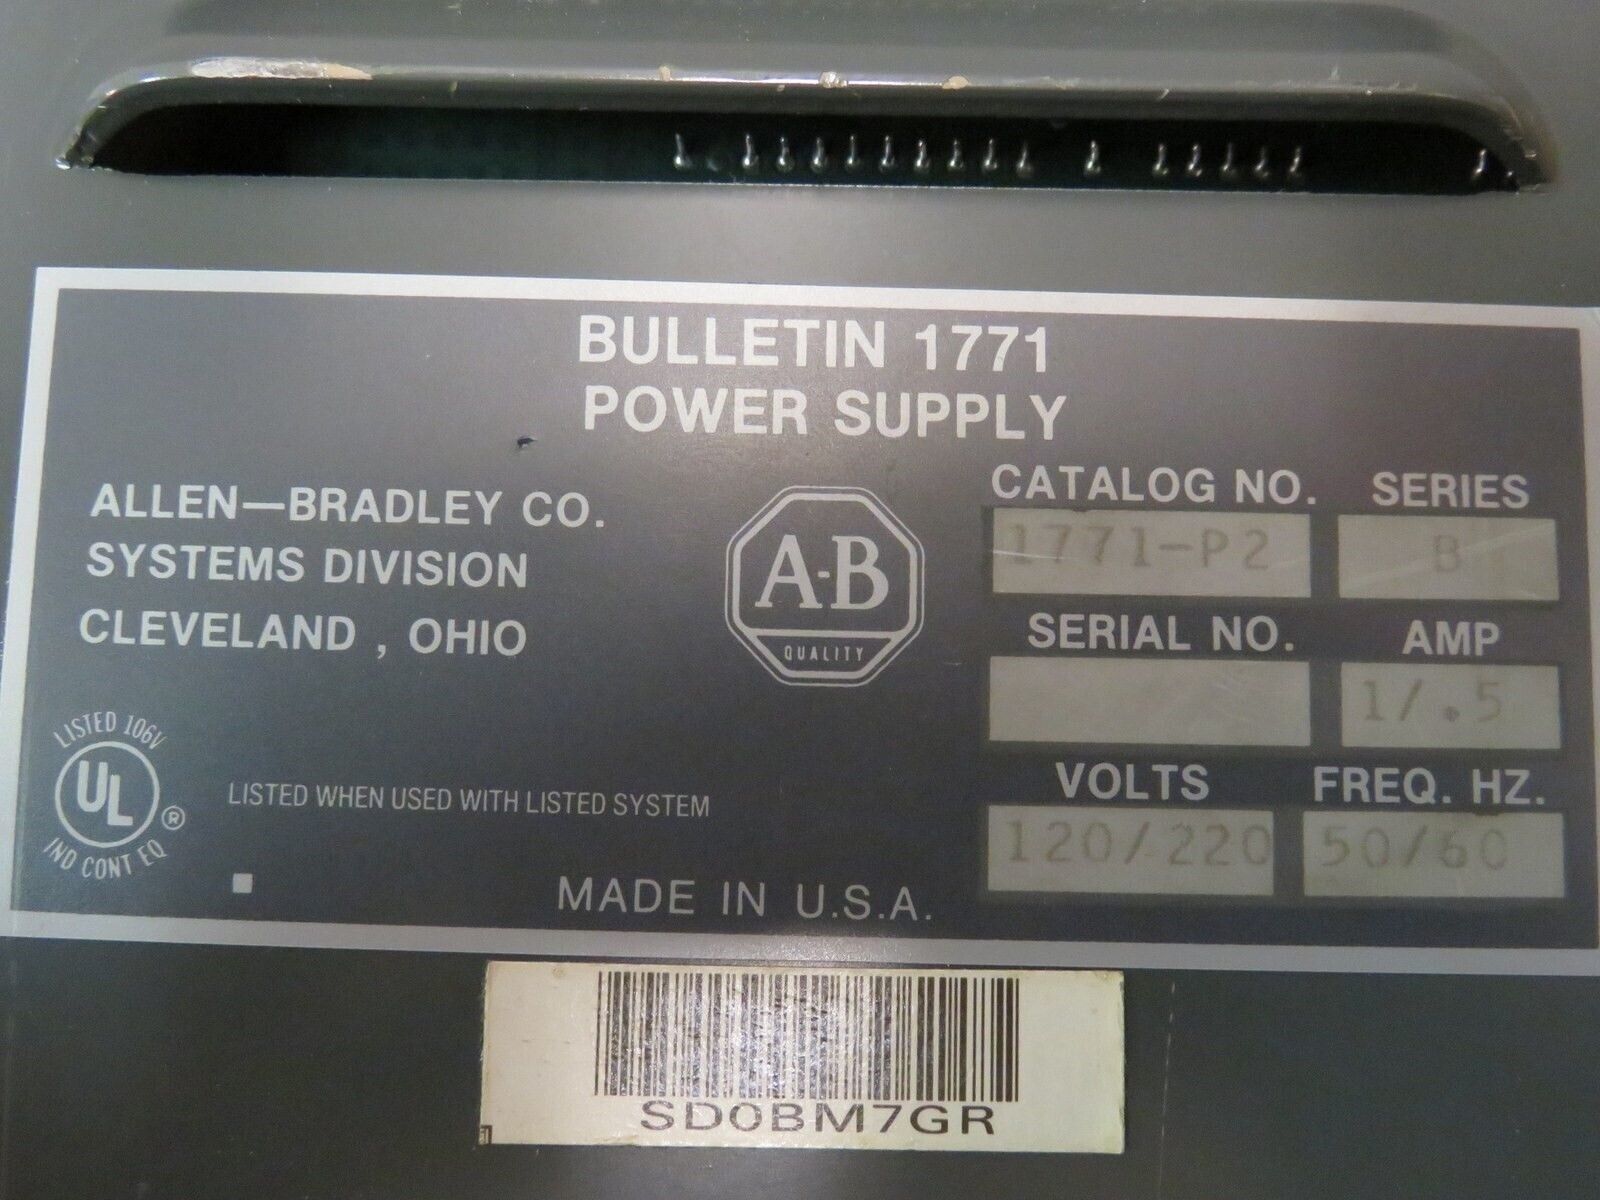 BULLETIN 1771
POWER SUPPLY
ALLEN—BRADLEY CO.
SYSTEMS DIVISION
CLEVELAND , OHIO
A-B
QUALITY
CATALOG NO.
1771-P2
SERIES
B
SERIAL NO.
AMP
1/.5
VOLTS
120/220
FREQ. HZ.
50/60
LISTED 106V
UL
®
IND CONT EQ
LISTED WHEN USED WITH LISTED SYSTEM
MADE IN U.S.A.
SD0BM7GR